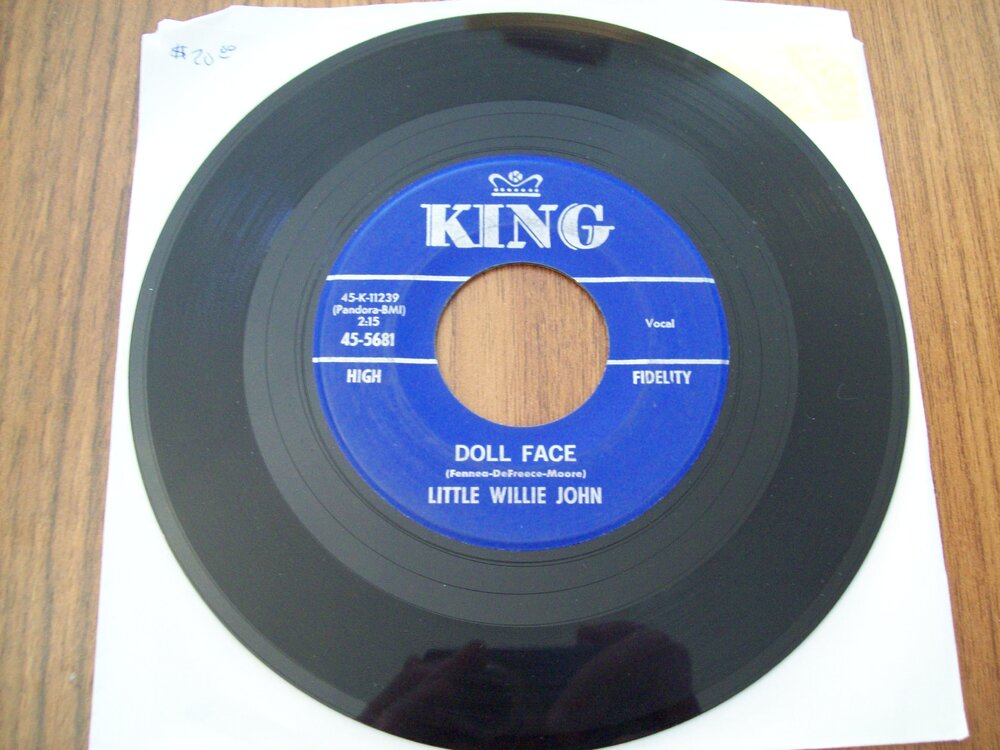 $20.00
K
KING
45-K-11239
(Pandora-BMI)
2:15
45-5681
Vocal
HIGH FIDELITY
DOLL FACE
(Fennea-DeFreece-Moore)
LITTLE WILLIE JOHN